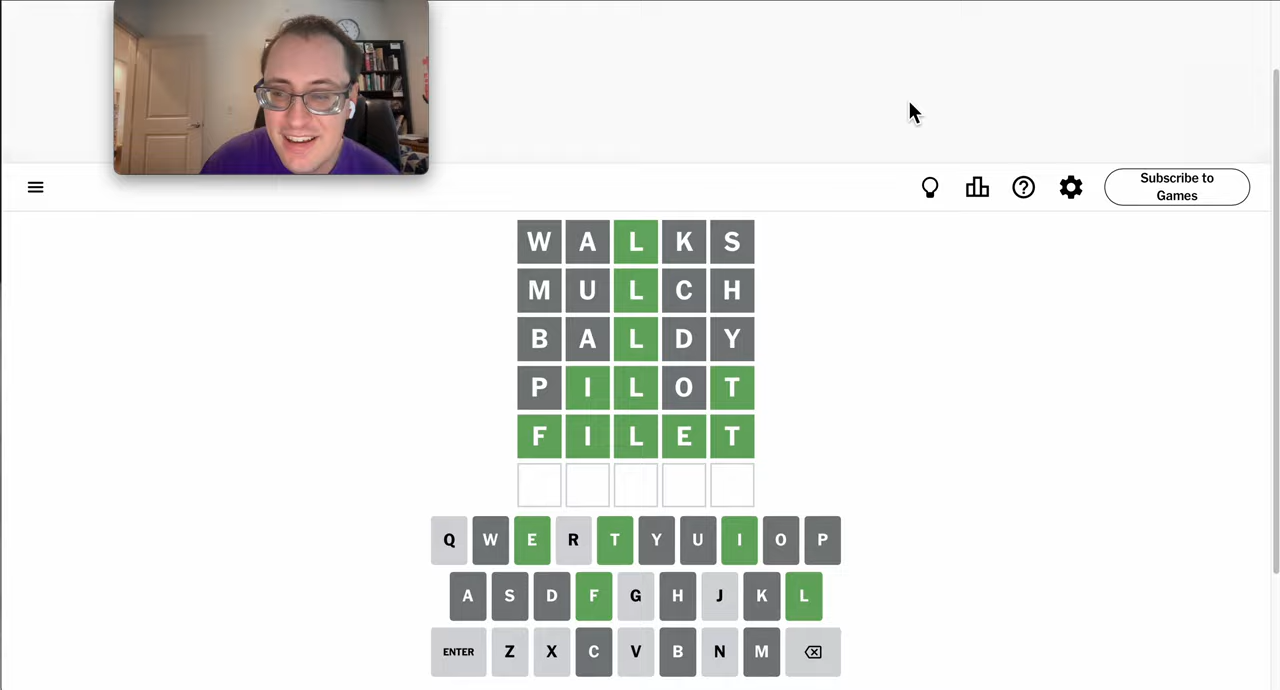 Subscribe to
Games
W A L K S
M U L C H
B A L D Y
P I L O T
F I L E T
Q W E R T Y U I O P
A S D F G H J K L
ENTER Z X C V B N M